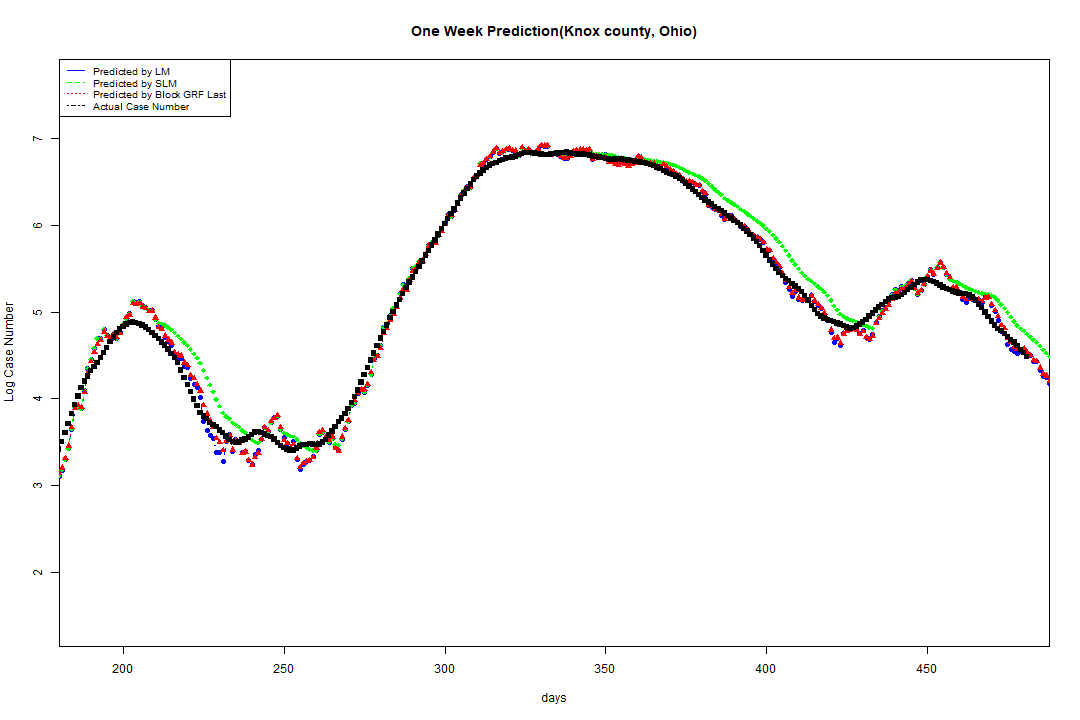 One Week Prediction(Knox county, Ohio)
Predicted by LM
Predicted by SLM
Predicted by Block GRF Last
Actual Case Number
7
6
5
4
3
2
Log Case Number
200 250 300 350 400 450
days